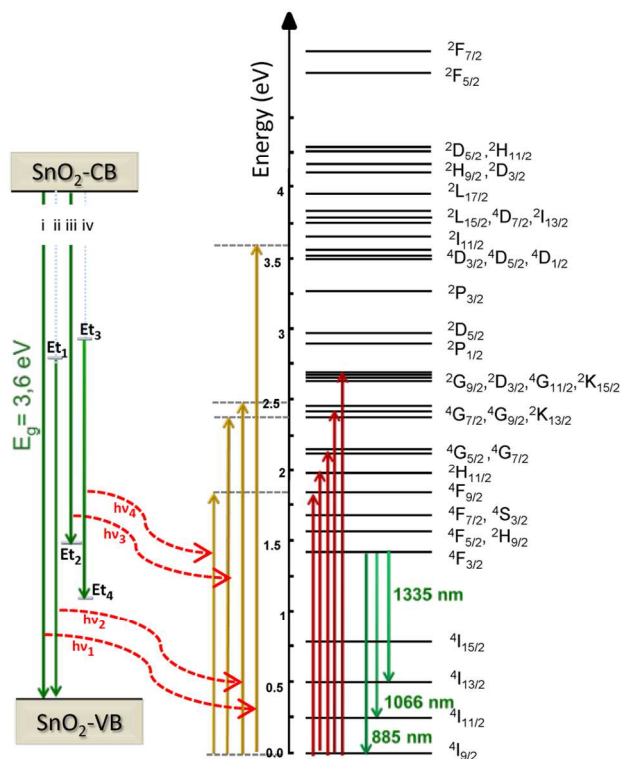 Energy (eV)
4
3.5
3
2.5
2
1.5
1
0.5
0.0
SnO₂-CB
i ii iii iv
Et₃
Et₁
E_g = 3,6 eV
hν₄
hν₃
Et₂
Et₄
hν₂
hν₁
SnO₂-VB
²F₇/₂
²F₅/₂
²D₅/₂ ,²H₁₁/₂
²H₉/₂ ,²D₃/₂
²L₁₇/₂
²L₁₅/₂ ,⁴D₇/₂,²I₁₃/₂
²I₁₁/₂
⁴D₃/₂,⁴D₅/₂ ,⁴D₁/₂
²P₃/₂
²D₅/₂
²P₁/₂
²G₉/₂,²D₃/₂ ,⁴G₁₁/₂,²K₁₅/₂
⁴G₇/₂,⁴G₉/₂,²K₁₃/₂
⁴G₅/₂ ,⁴G₇/₂
²H₁₁/₂
⁴F₉/₂
⁴F₇/₂, ⁴S₃/₂
⁴F₅/₂ ,²H₉/₂
⁴F₃/₂
1335 nm
⁴I₁₅/₂
⁴I₁₃/₂
1066 nm
⁴I₁₁/₂
885 nm
⁴I₉/₂